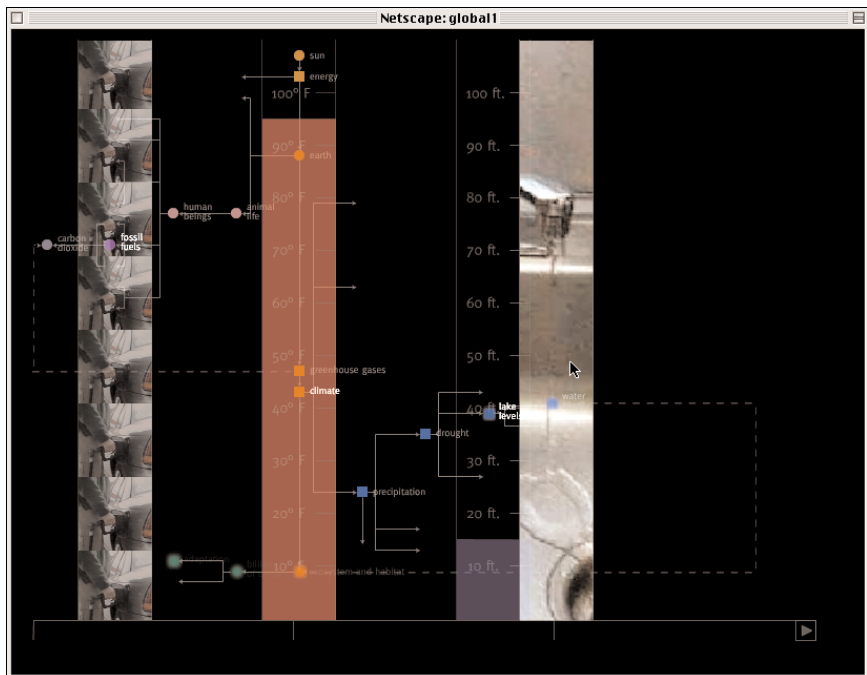 Netscape: global1
sun
energy
100° F
100 ft.
90° F
earth
90 ft.
80° F
80 ft.
human
beings
animal
life
carbon
dioxide
fossil
fuels
70° F
70 ft.
60° F
60 ft.
50° F
50 ft.
greenhouse gases
climate
water
40° F
40 ft.
lake
levels
drought
30° F
30 ft.
precipitation
20° F
20 ft.
adaptation
10° F
10 ft.
ecosystem and habitat